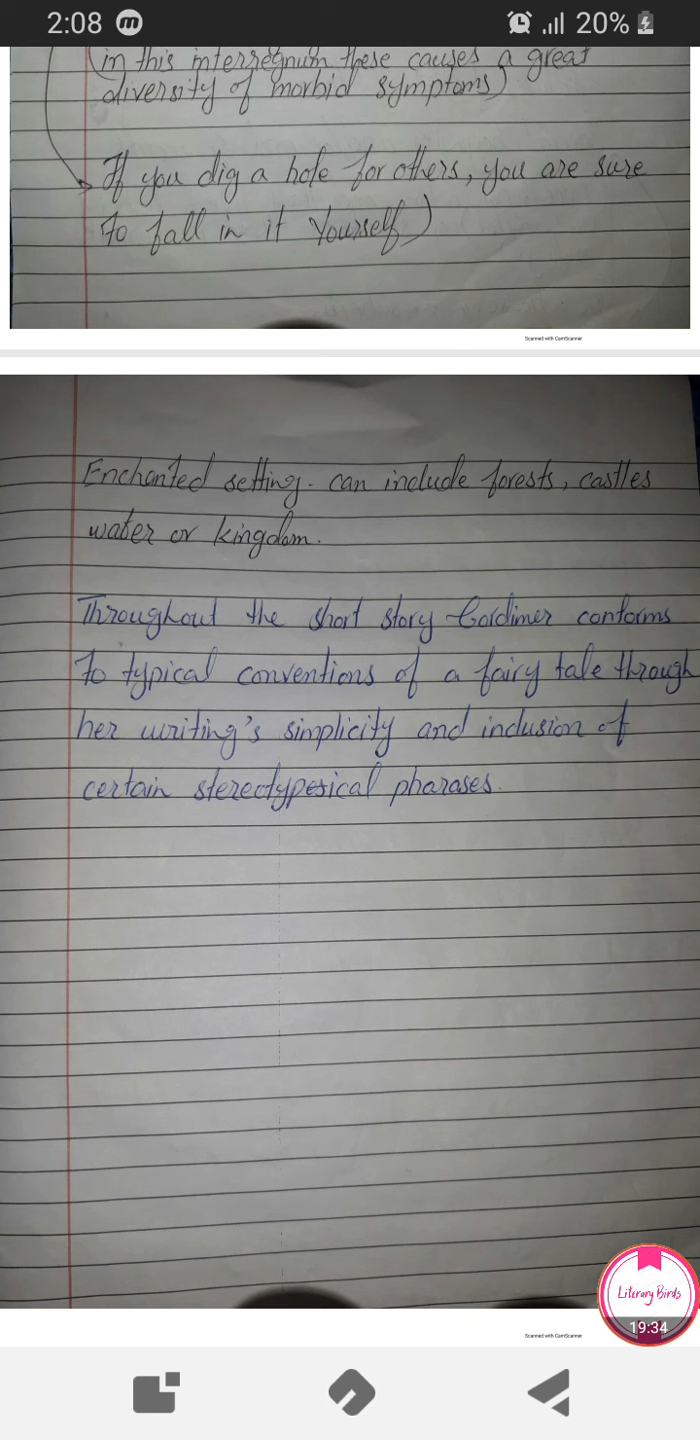 2:08
20%
(in this interregnum these causes a great
diversity of morbid symptoms)
If you dig a hole for others, you are sure
to fall in it Yourself)
Scanned with CamScanner
Enchanted setting. can include forests, castles
water or kingdom.
Throughout the short story Gordimer conforms
to typical conventions of a fairy tale through
her writing's simplicity and inclusion of
certain stereotypesical pharases.
Literary Birds
19:34
Scanned with CamScanner